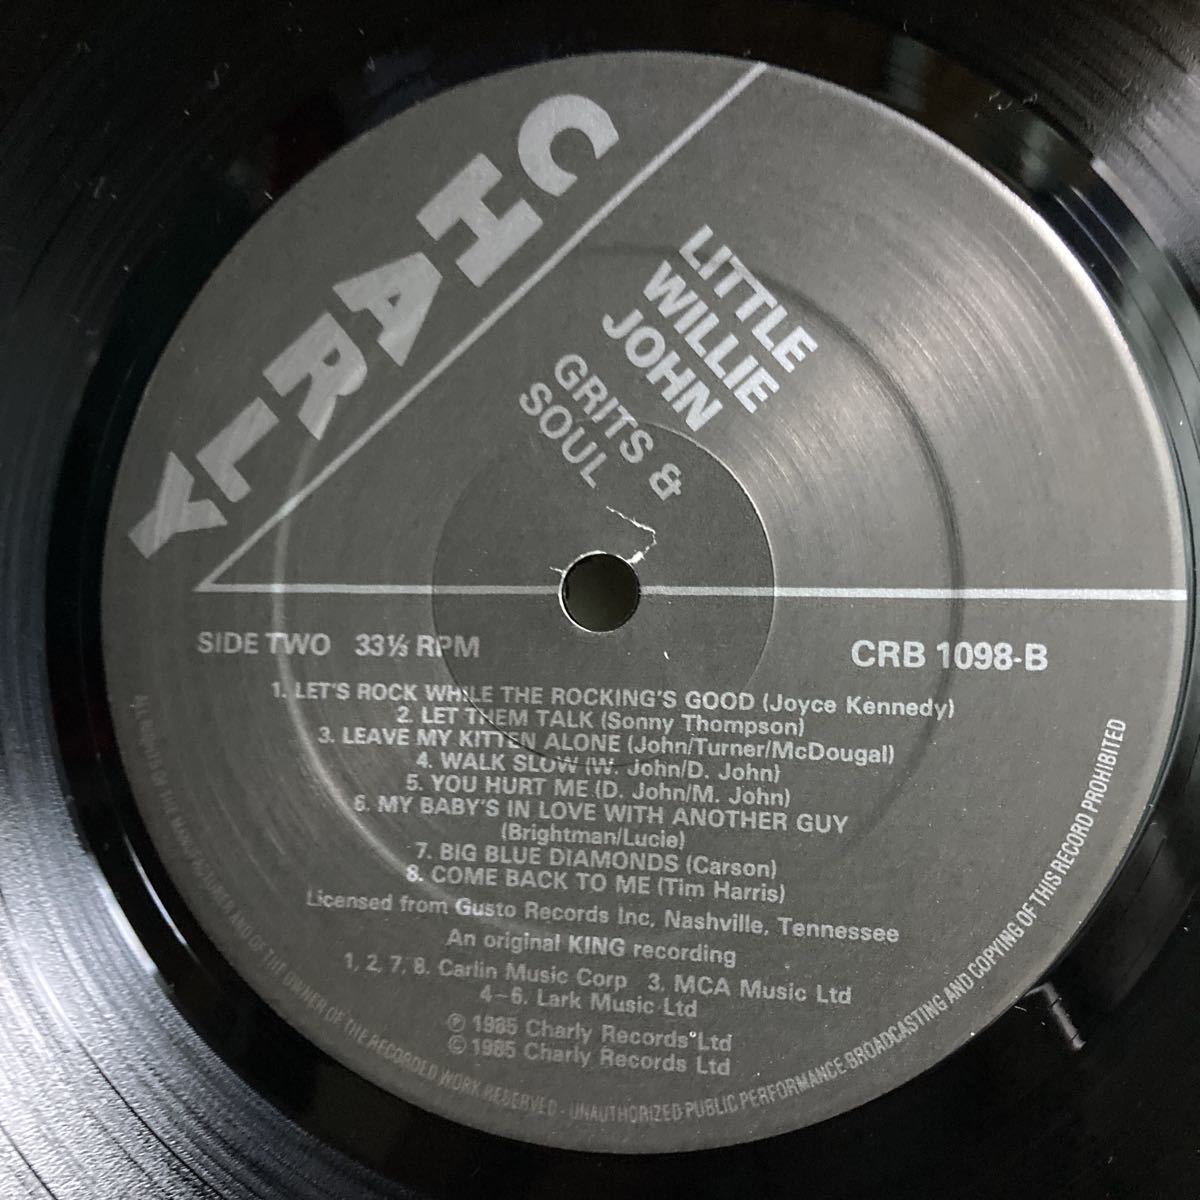 CHARLY
LITTLE
WILLIE
JOHN
GRITS &
SOUL
SIDE TWO 33⅓ RPM
CRB 1098-B
1. LET'S ROCK WHILE THE ROCKING'S GOOD (Joyce Kennedy)
2. LET THEM TALK (Sonny Thompson)
3. LEAVE MY KITTEN ALONE (John/Turner/McDougal)
4. WALK SLOW (W. John/D. John)
5. YOU HURT ME (D. John/M. John)
6. MY BABY'S IN LOVE WITH ANOTHER GUY
(Brightman/Lucie)
7. BIG BLUE DIAMONDS (Carson)
8. COME BACK TO ME (Tim Harris)
Licensed from Gusto Records Inc, Nashville, Tennessee
An original KING recording
1, 2, 7, 8. Carlin Music Corp 3. MCA Music Ltd
4-6. Lark Music Ltd
℗ 1985 Charly Records Ltd
© 1985 Charly Records Ltd
ALL RIGHTS OF THE MANUFACTURER AND OF THE OWNER OF THE RECORDED WORK RESERVED - UNAUTHORIZED PUBLIC PERFORMANCE BROADCASTING AND COPYING OF THIS RECORD PROHIBITED